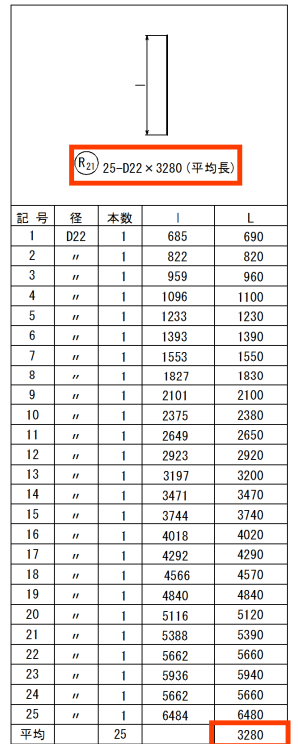 l
R21 25-D22×3280(平均長)
記 号 径 本数 l L
1 D22 1 685 690
2 〃 1 822 820
3 〃 1 959 960
4 〃 1 1096 1100
5 〃 1 1233 1230
6 〃 1 1393 1390
7 〃 1 1553 1550
8 〃 1 1827 1830
9 〃 1 2101 2100
10 〃 1 2375 2380
11 〃 1 2649 2650
12 〃 1 2923 2920
13 〃 1 3197 3200
14 〃 1 3471 3470
15 〃 1 3744 3740
16 〃 1 4018 4020
17 〃 1 4292 4290
18 〃 1 4566 4570
19 〃 1 4840 4840
20 〃 1 5116 5120
21 〃 1 5388 5390
22 〃 1 5662 5660
23 〃 1 5936 5940
24 〃 1 5662 5660
25 〃 1 6484 6480
平均 25 3280